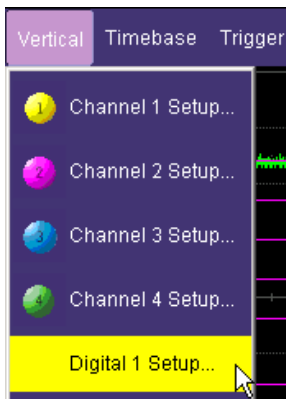 Vertical Timebase Trigger
1 Channel 1 Setup...
2 Channel 2 Setup...
3 Channel 3 Setup...
4 Channel 4 Setup...
Digital 1 Setup...